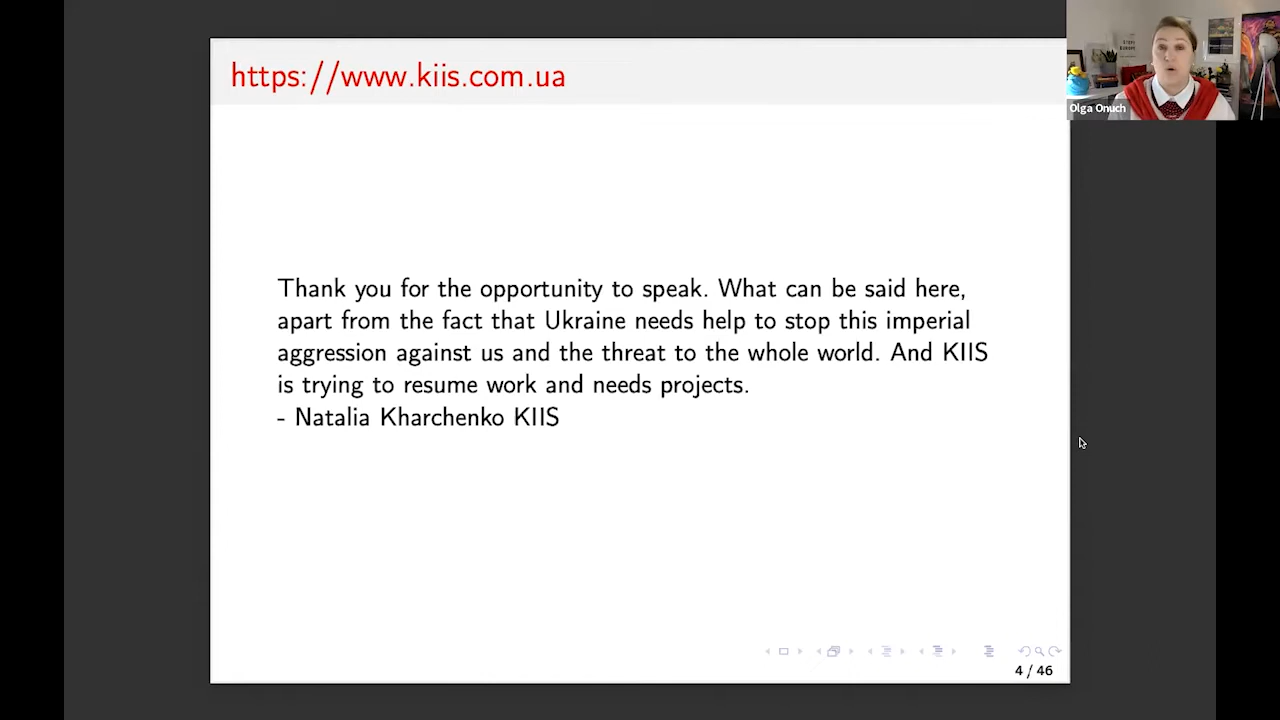 https://www.kiis.com.ua
Olga Onuch
Thank you for the opportunity to speak. What can be said here,
apart from the fact that Ukraine needs help to stop this imperial
aggression against us and the threat to the whole world. And KIIS
is trying to resume work and needs projects.
- Natalia Kharchenko KIIS
4 / 46